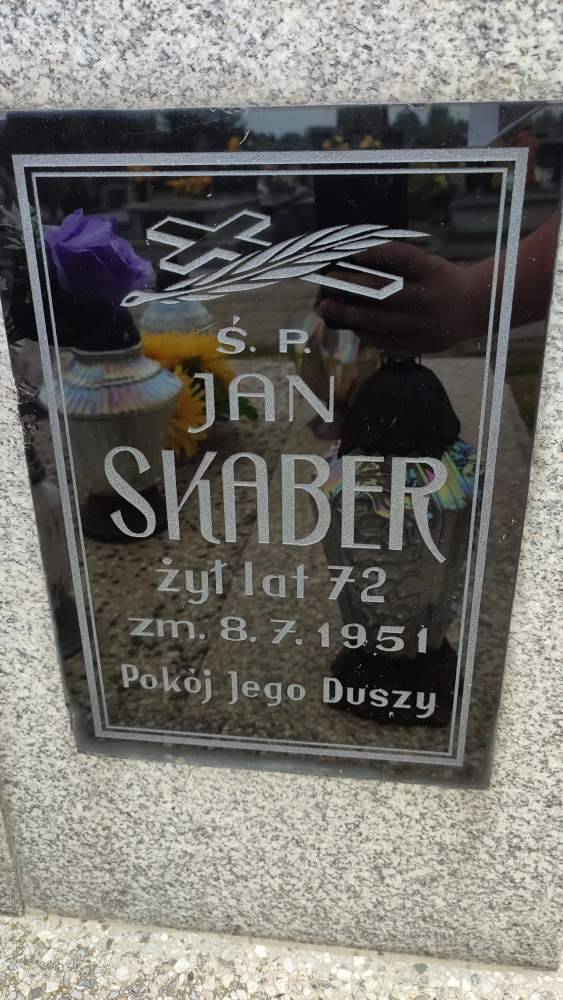 Ś. P.
JAN
SKABER
żył lat 72
zm. 8. 7. 1951
Pokój Jego Duszy